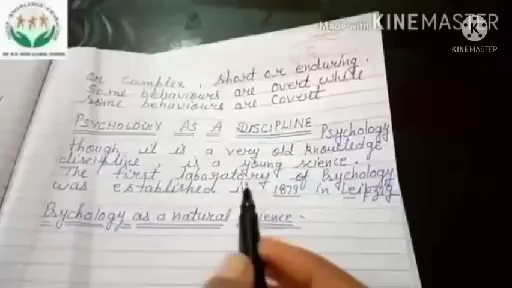 Made with KINEMASTER
KINEMASTER
or complex, short or enduring.
Some behaviours are overt while
some behaviours are covert
PSYCHOLOGY AS A DISCIPLINE Psychology
though it is a very old knowledge
discipline, is a young science.
The first laboratory of Psychology
was established in 1879 in Leipzig
Psychology as a natural science -